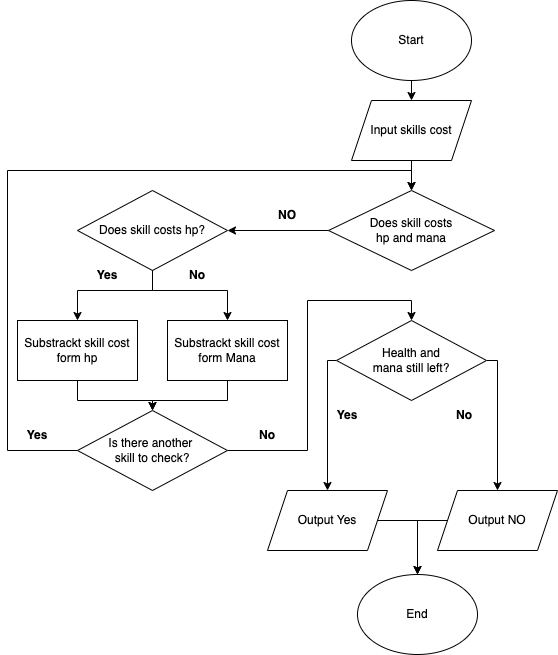 Start
Input skills cost
Does skill costs
hp and mana
NO
Does skill costs hp?
Yes
No
Substrackt skill cost
form hp
Substrackt skill cost
form Mana
Health and
mana still left?
Yes
No
Is there another
skill to check?
Yes
No
Output Yes
Output NO
End